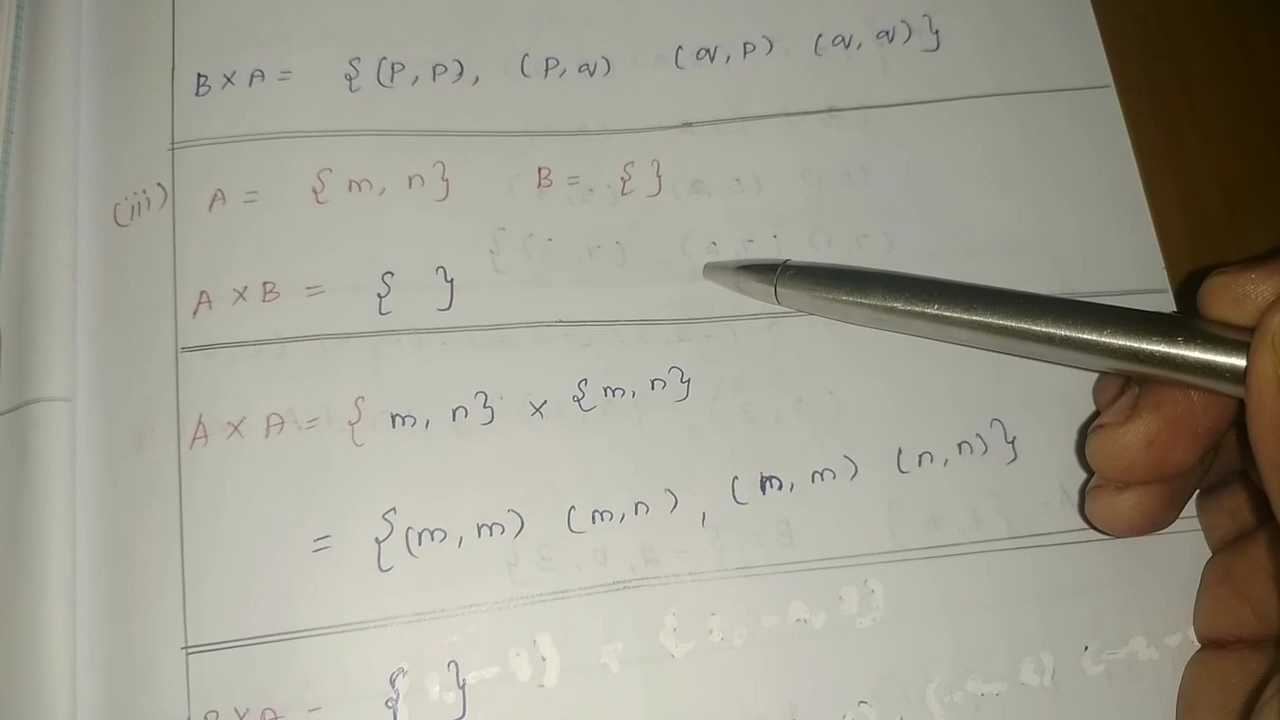 B × A = {(P, P), (P, q) (q, P) (q, q)}
(iii) A = {m, n} B = { }
A × B = { }
A × A = { m, n} × {m, n}
= {(m, m) (m, n), (m, m) (n, n)}
B × A = { }